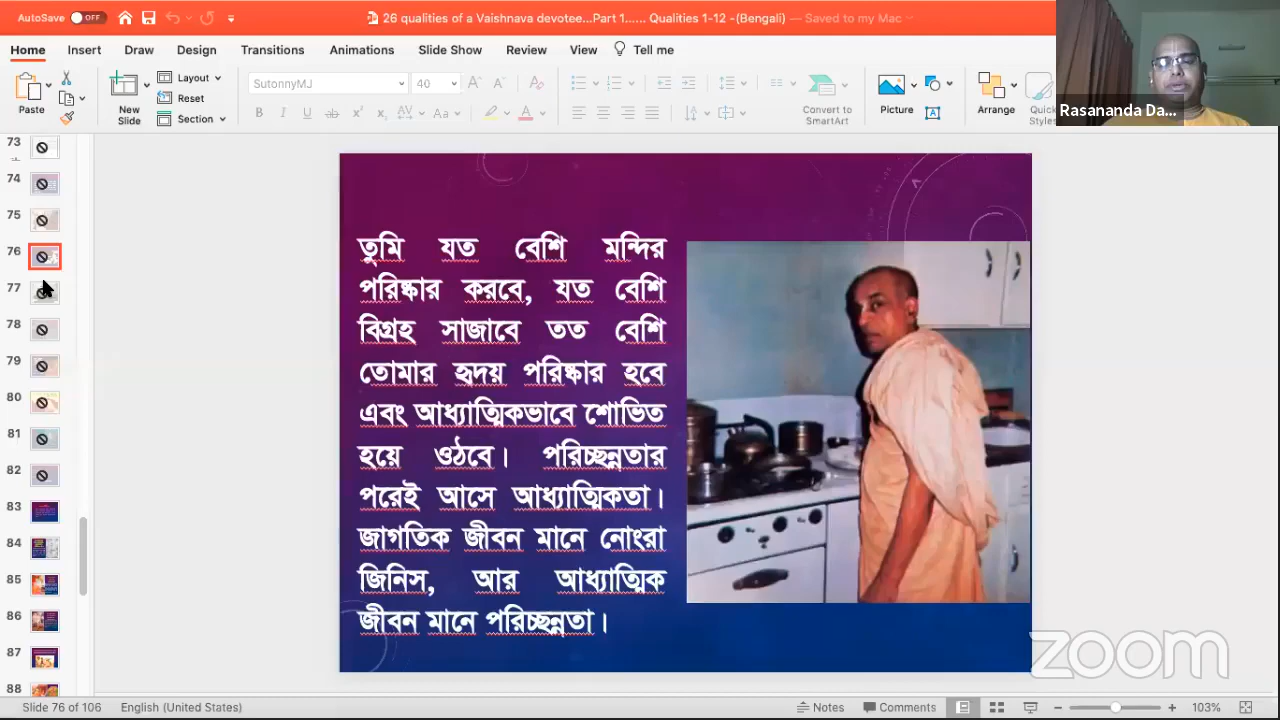 AutoSave OFF 26 qualities of a Vaishnava devotee...Part 1...... Qualities 1-12 -(Bengali) — Saved to my Mac
Home Insert Draw Design Transitions Animations Slide Show Review View Tell me
Paste New Slide Layout Reset Section SutonnyMJ 40 Convert to SmartArt Picture Arrange Quick Styles
Rasananda Da...
73
74
75
76
77
78
79
80
81
82
83
84
85
86
87
88
তুমি যত বেশি মন্দির
পরিষ্কার করবে, যত বেশি
বিগ্রহ সাজাবে তত বেশি
তোমার হৃদয় পরিষ্কার হবে
এবং আধ্যাত্মিকভাবে শোভিত
হয়ে ওঠবে। পরিচ্ছন্নতার
পরেই আসে আধ্যাত্মিকতা।
জাগতিক জীবন মানে নোংরা
জিনিস, আর আধ্যাত্মিক
জীবন মানে পরিচ্ছন্নতা।
zoom
Slide 76 of 106 English (United States) Notes Comments 103%